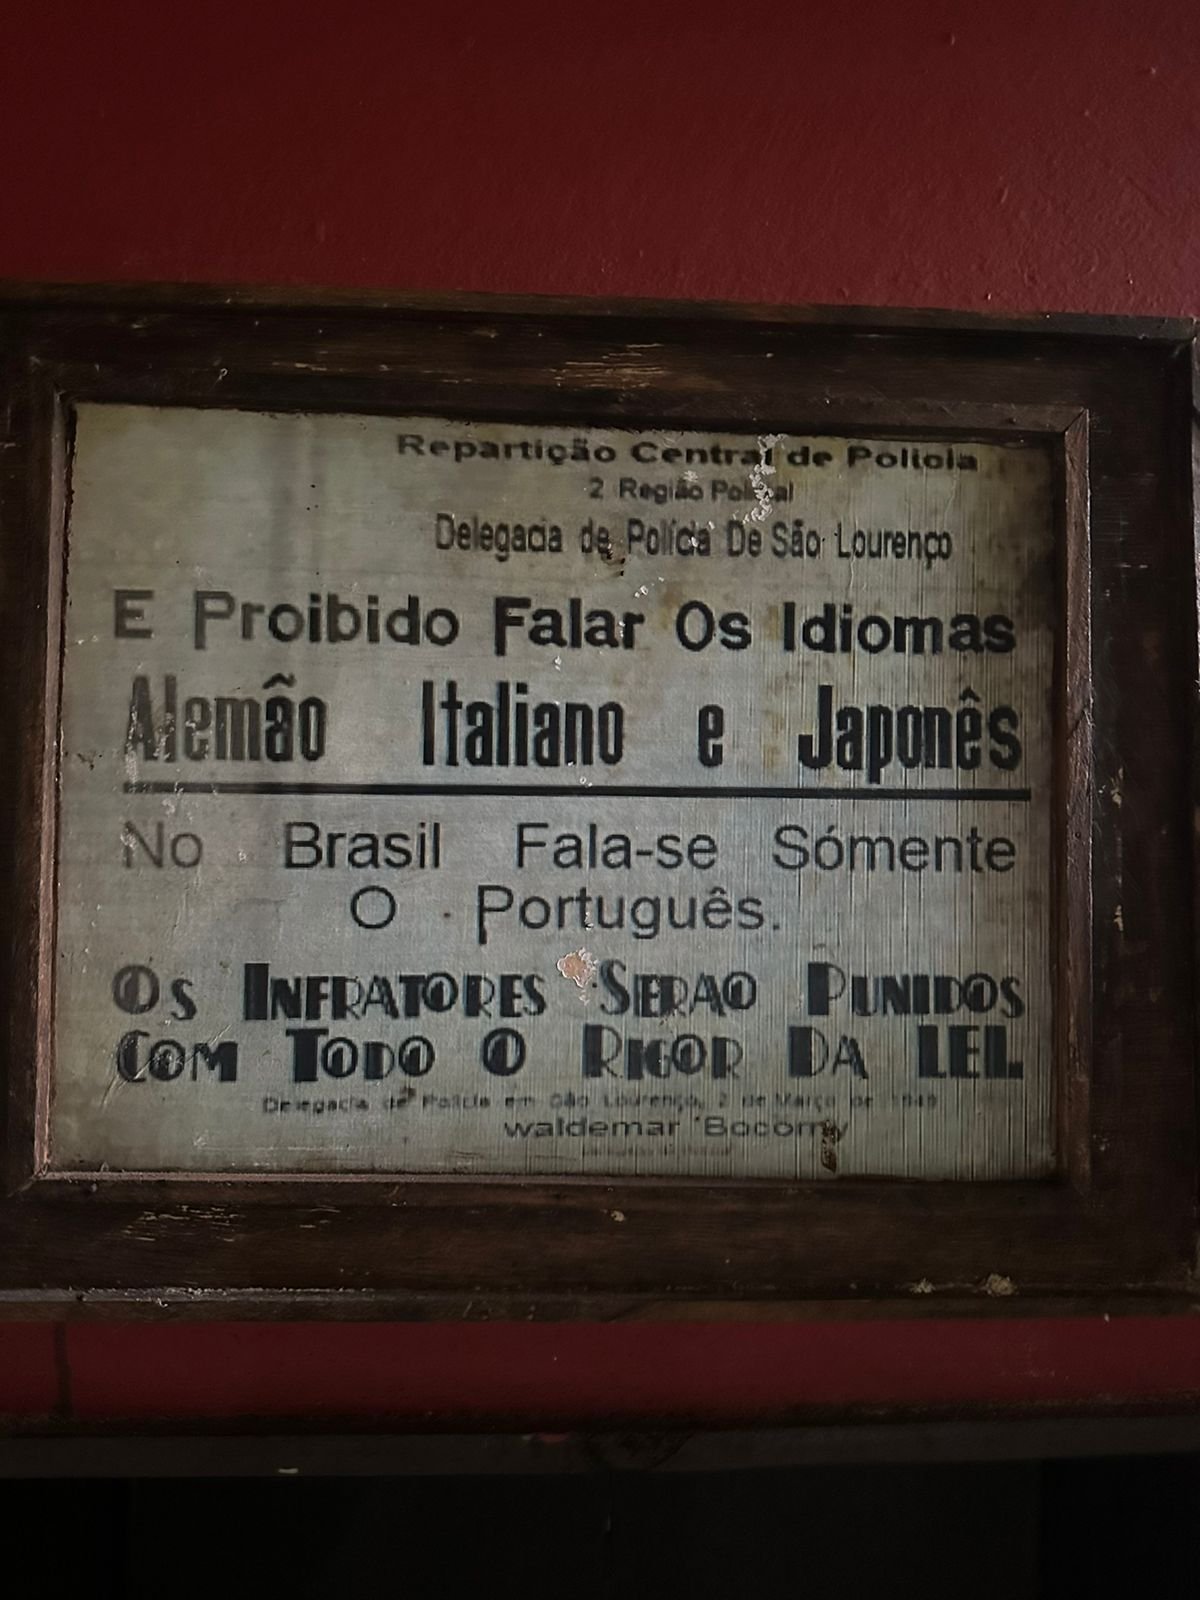 Repartição Central de Policia
2 Região Policial
Delegacia de Polícia De São Lourenço
E Proibido Falar Os Idiomas
Alemão Italiano e Japonês
No Brasil Fala-se Sómente
O Português.
Os Infratores Serao Punidos
Com Todo O Rigor Da LEI.
Delegacia de Policia em São Lourenço, 2 de Março de
waldemar Bocorny